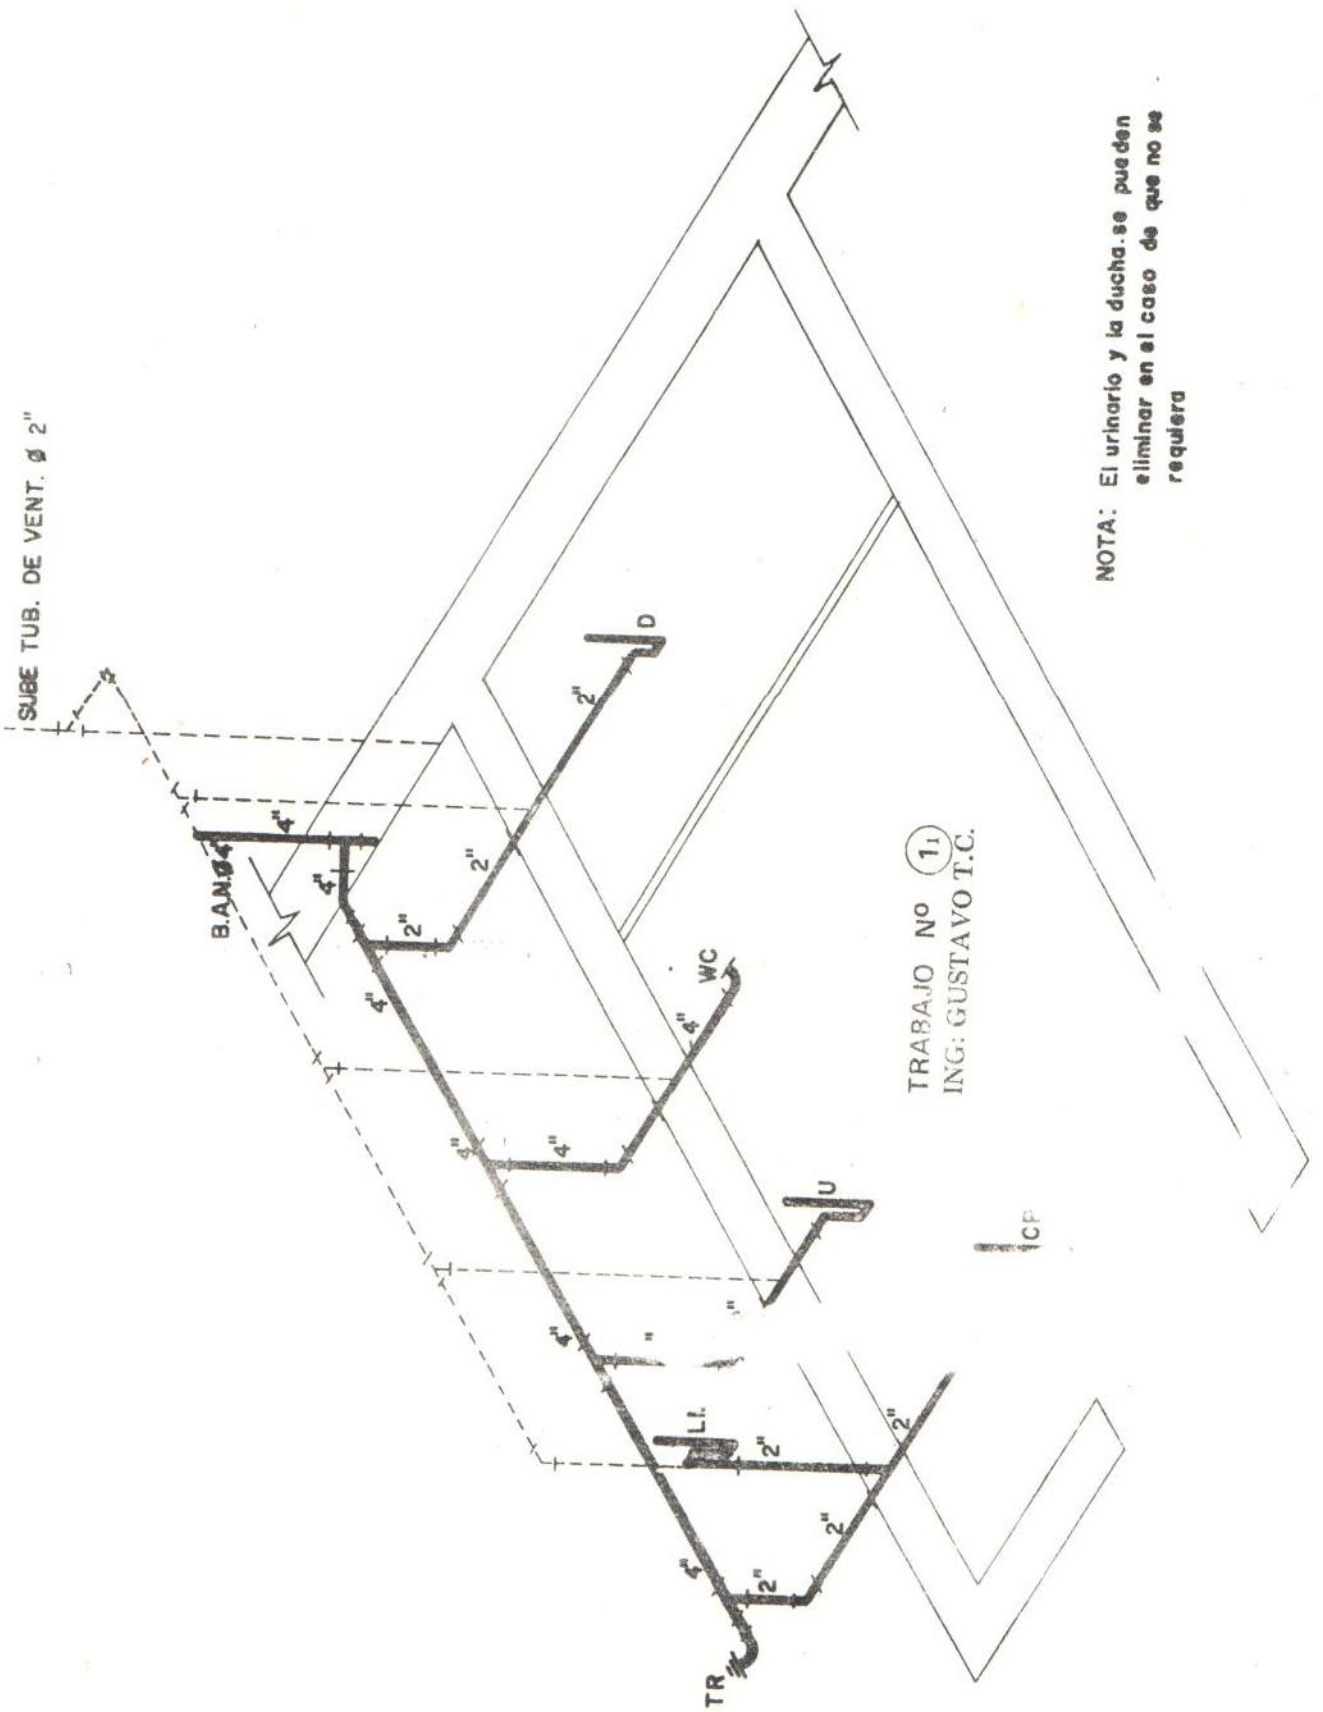 SUBE TUB. DE VENT. ø 2"
B.A.N.ø4"
4"
4"
2"
2"
2"
D
4"
4"
4"
4"
WC
4"
U
L1.
2"
2"
2"
4"
2"
TR
TRABAJO Nº 11
ING: GUSTAVO T.C.
NOTA: El urinario y la ducha.se pueden
eliminar en el caso de que no se
requiera